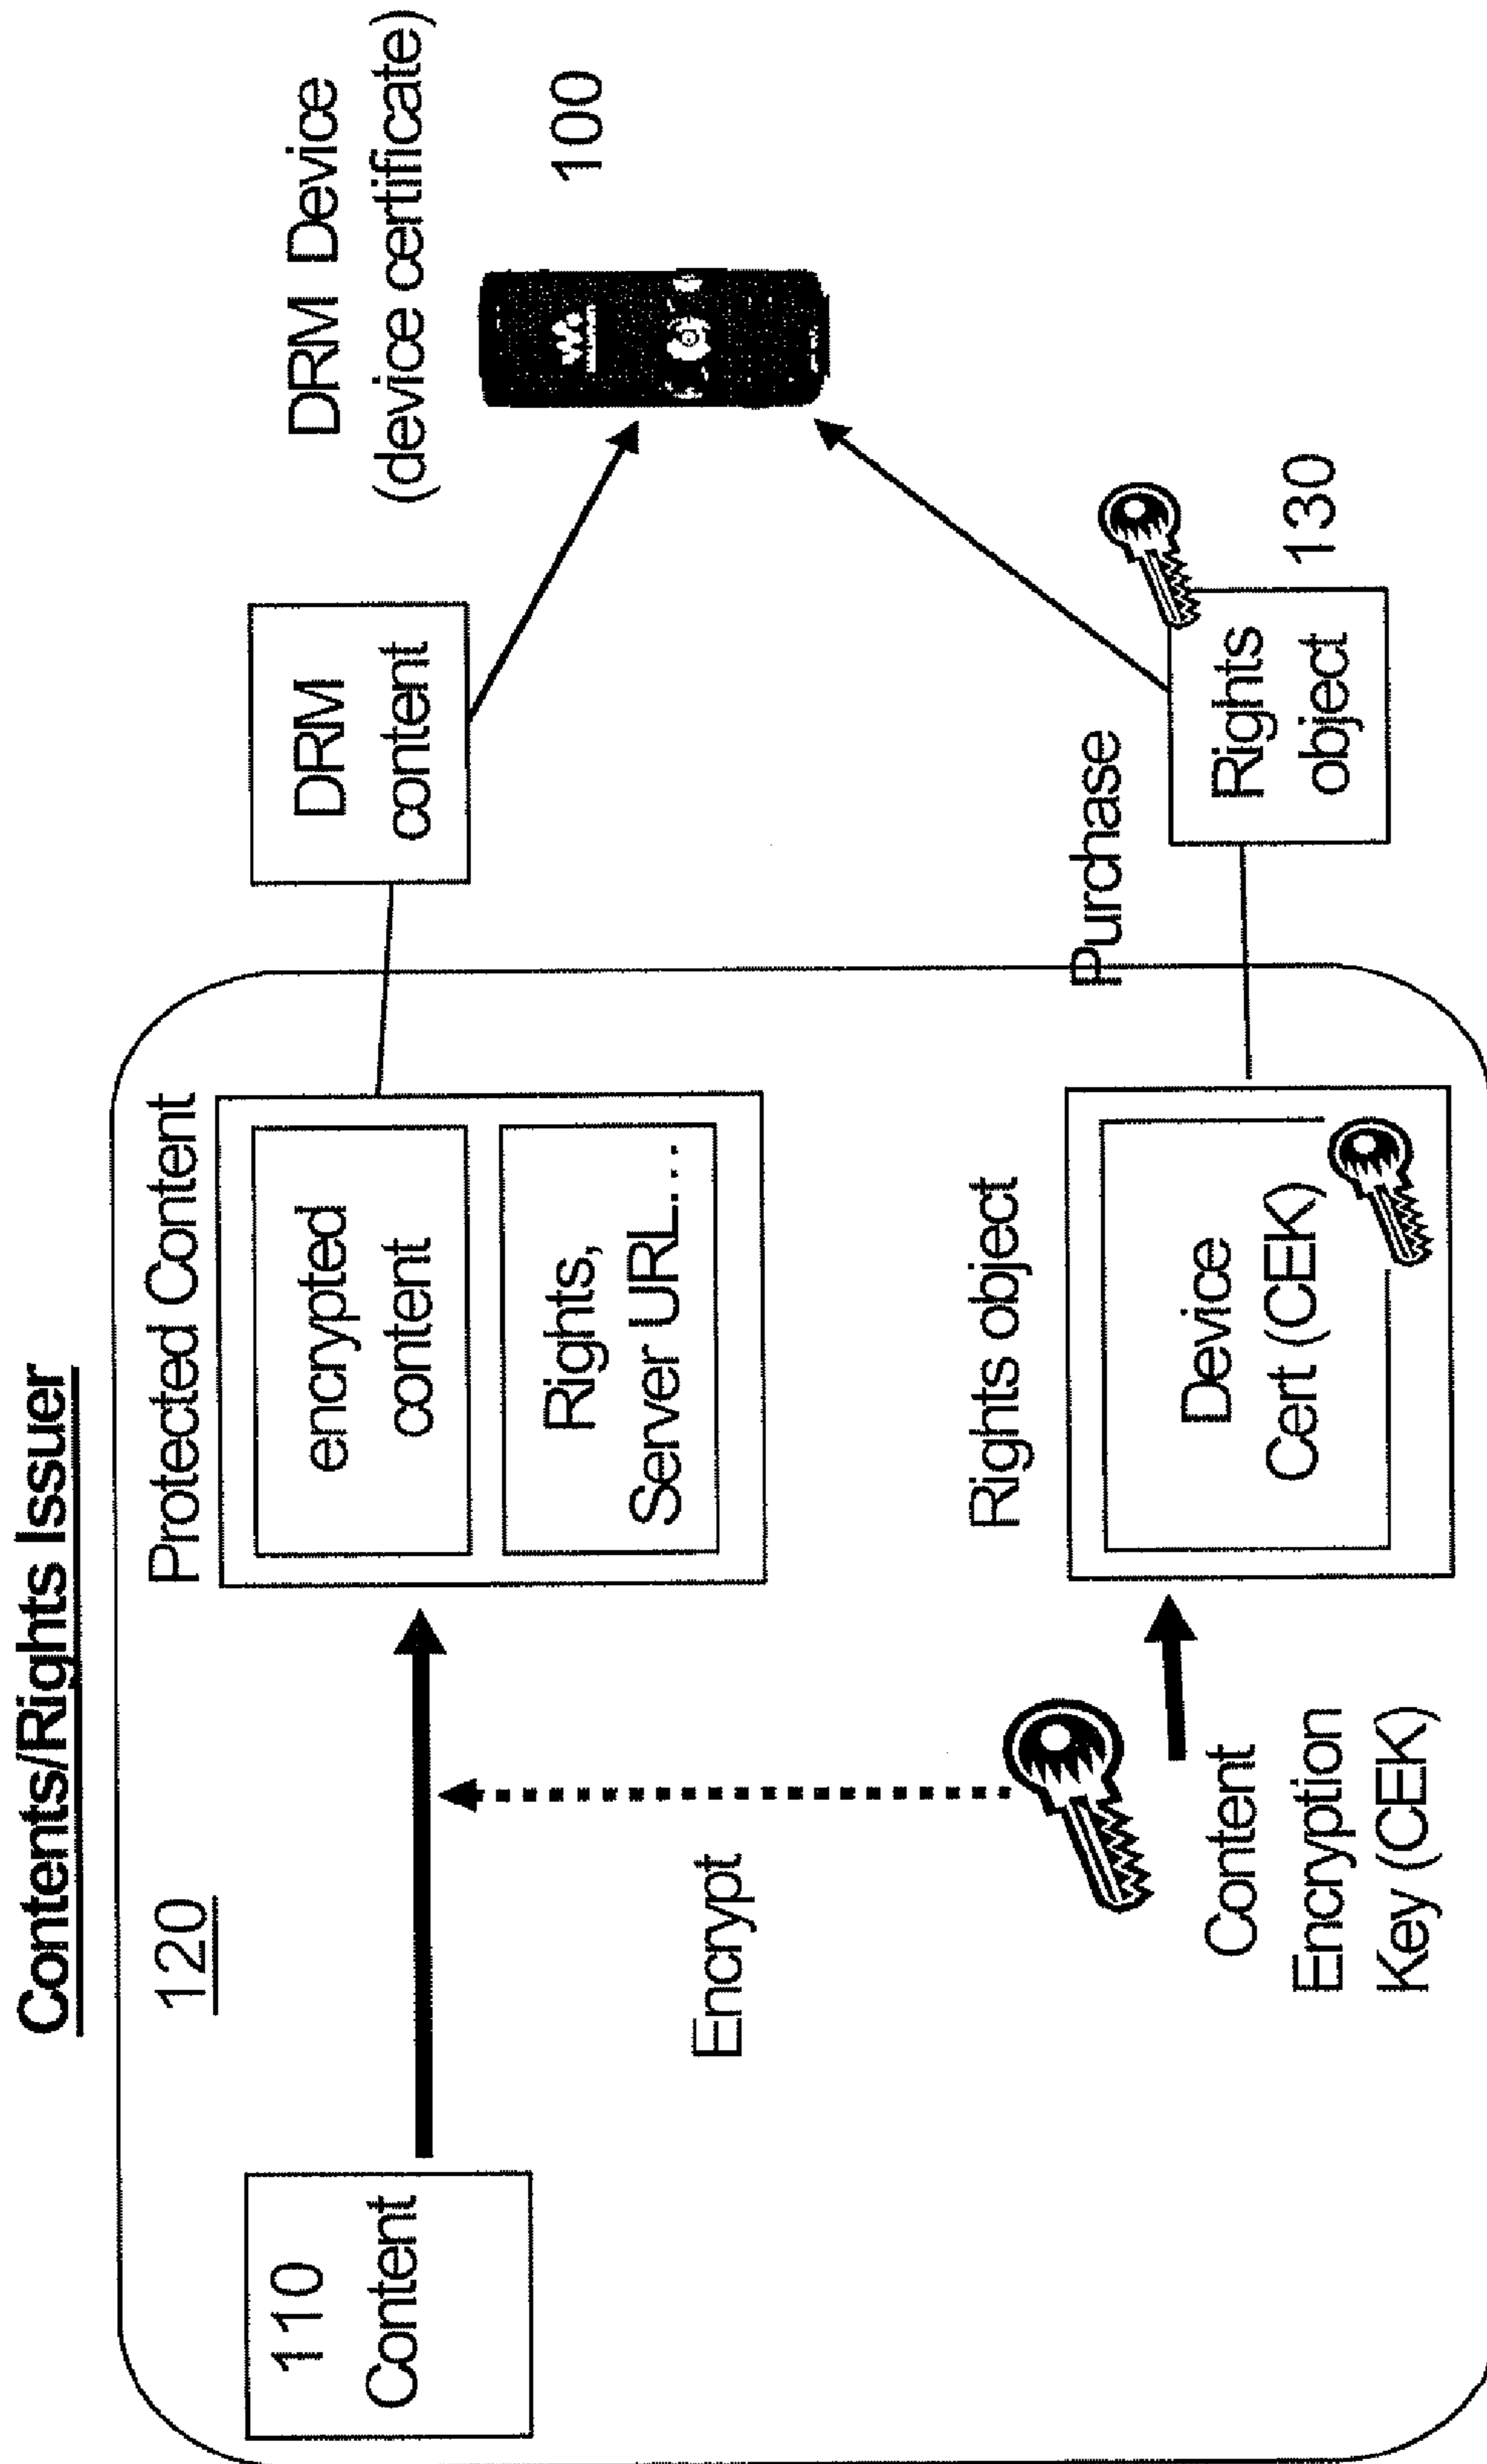 Contents/Rights Issuer
120
110
Content
Encrypt
Content
Encryption
Key (CEK)
Protected Content
encrypted
content
Rights,
Server URL...
Rights object
Device
Cert (CEK)
DRM
content
Purchase
Rights
object
130
DRM Device
(device certificate)
100